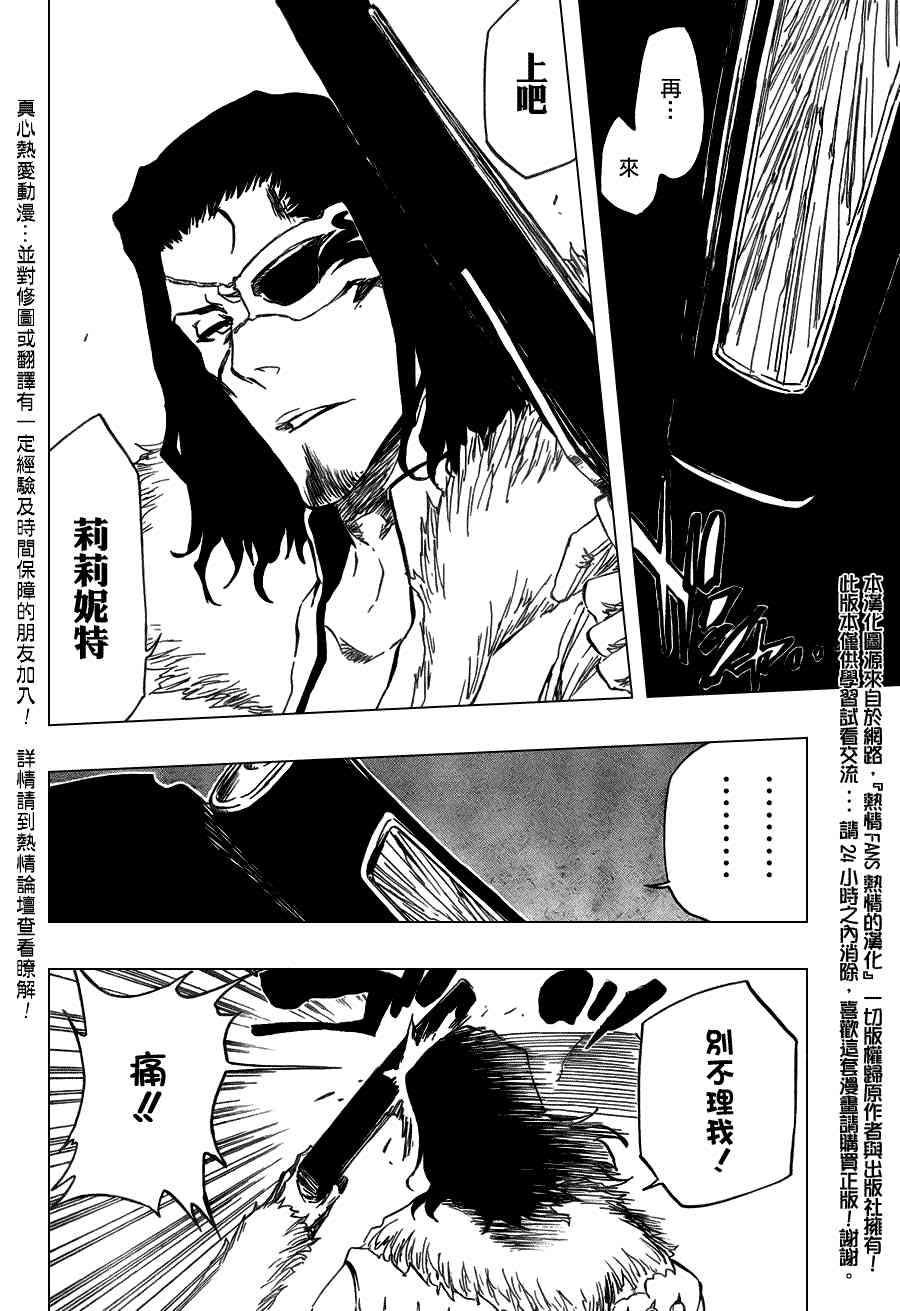 再…
來
上吧
莉莉妮特
………
………
別不理我！
痛！！
本漢化圖源來自於網路，『熱情FANS熱情的漢化』一切版權歸原作者與出版社擁有！
此版本僅供學習試看交流… 請24小時之內消除，喜歡這套漫畫請購買正版！謝謝。
真心熱愛動漫…並對修圖或翻譯有一定經驗及時間保障的朋友加入！ 詳情請到熱情論壇查看瞭解！